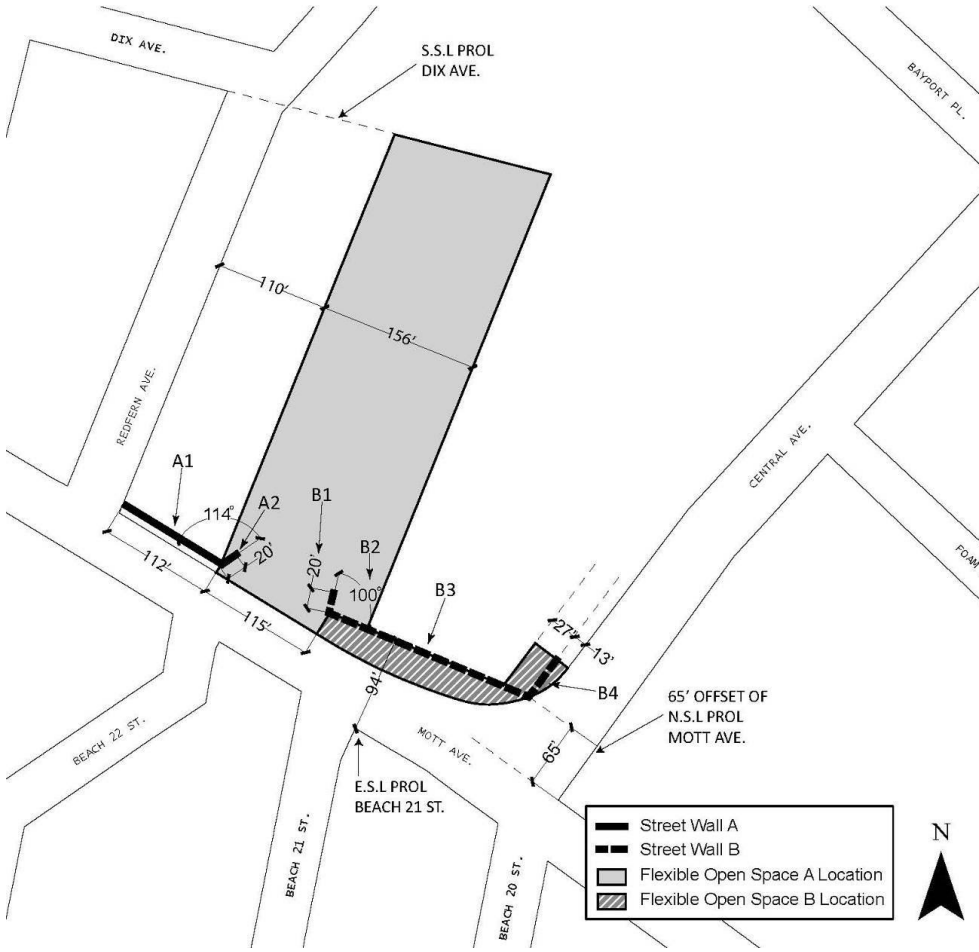 DIX AVE.
S.S.L PROL
DIX AVE.
BAYPORT PL.
110'
156'
REDFERN AVE.
CENTRAL AVE.
A1
114°
A2
20'
B1
20'
B2
100°
B3
FOAM
112'
115'
27'
13'
94'
B4
65' OFFSET OF
N.S.L PROL
MOTT AVE.
BEACH 22 ST.
MOTT AVE.
65'
E.S.L PROL
BEACH 21 ST.
BEACH 21 ST.
BEACH 20 ST.
Street Wall A
Street Wall B
Flexible Open Space A Location
Flexible Open Space B Location
N